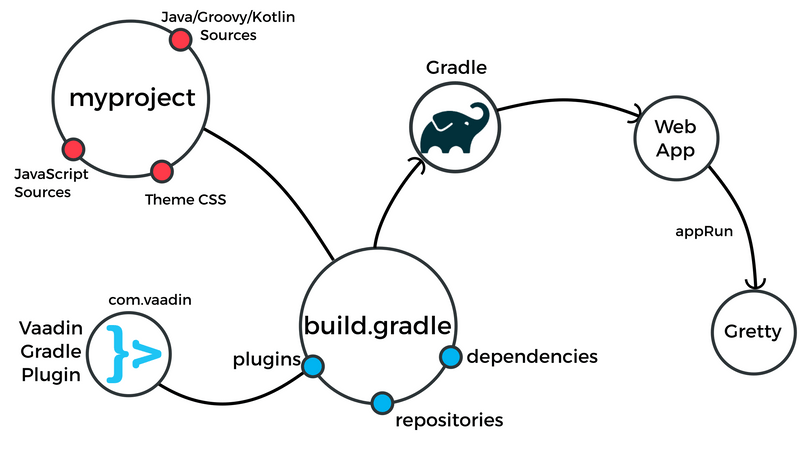 Java/Groovy/Kotlin
Sources
myproject
JavaScript
Sources
Theme CSS
Gradle
Web
App
appRun
Gretty
build.gradle
plugins
dependencies
repositories
com.vaadin
Vaadin
Gradle
Plugin
}>